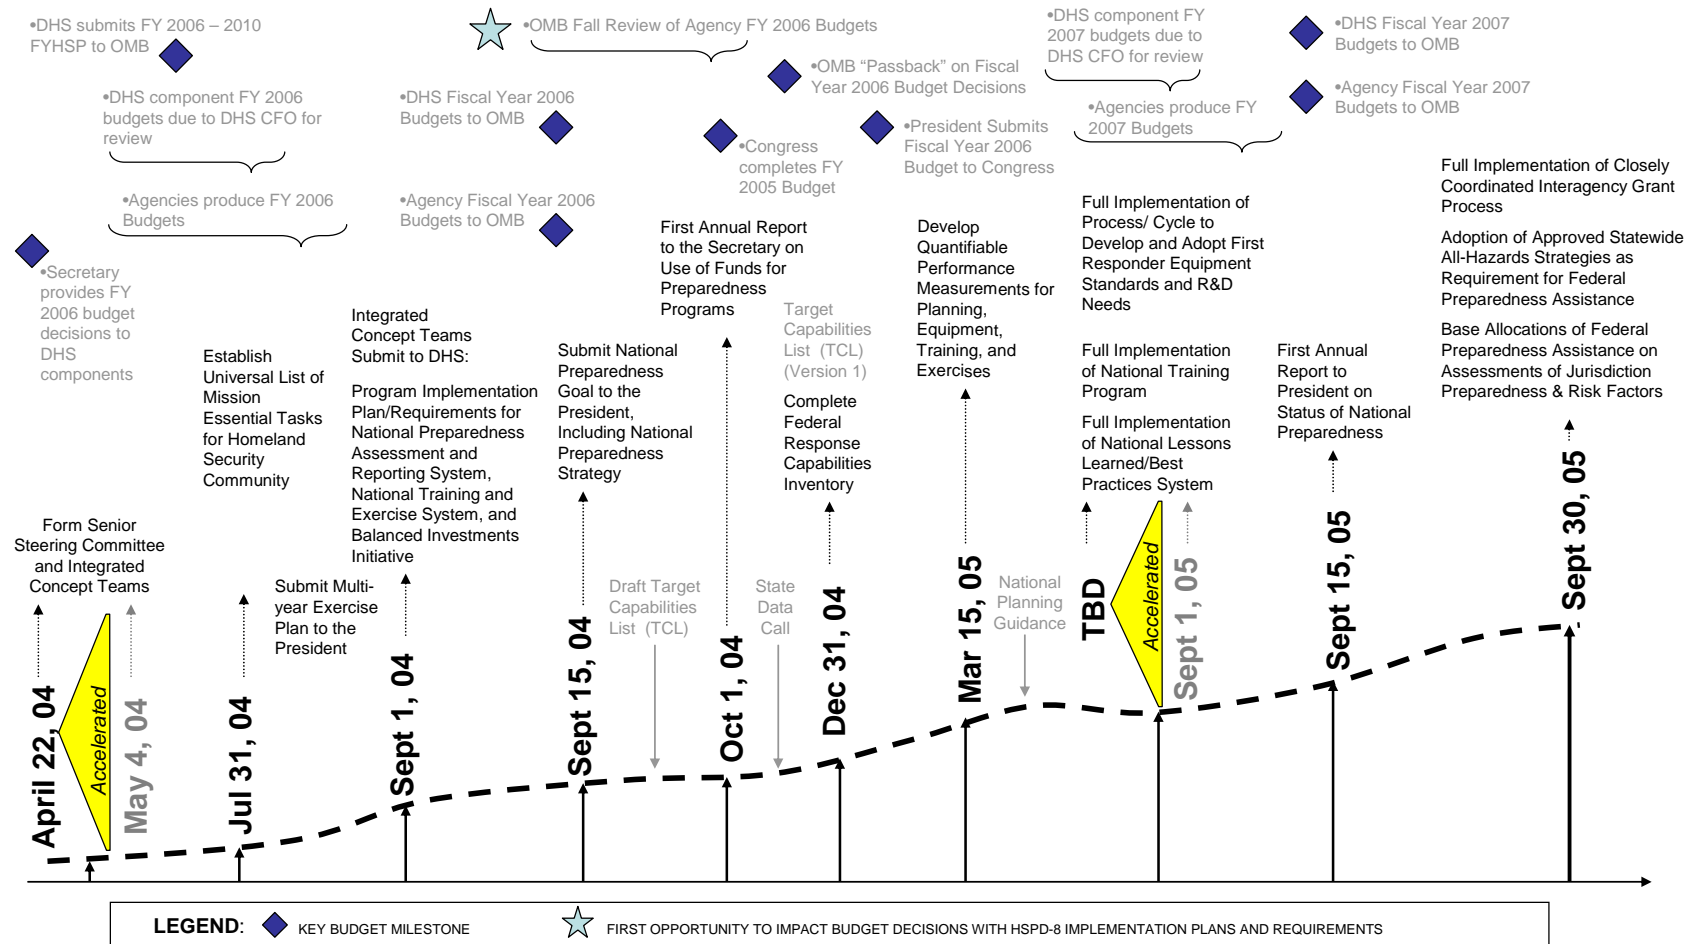 •DHS submits FY 2006 – 2010
FYHSP to OMB
•DHS component FY 2006
budgets due to DHS CFO for
review
•Agencies produce FY 2006
Budgets
•Secretary
provides FY
2006 budget
decisions to
DHS
components
•OMB Fall Review of Agency FY 2006 Budgets
•DHS Fiscal Year 2006
Budgets to OMB
•Agency Fiscal Year 2006
Budgets to OMB
•OMB “Passback” on Fiscal
Year 2006 Budget Decisions
•Congress
completes FY
2005 Budget
•President Submits
Fiscal Year 2006
Budget to Congress
•DHS component FY
2007 budgets due to
DHS CFO for review
•Agencies produce FY
2007 Budgets
•DHS Fiscal Year 2007
Budgets to OMB
•Agency Fiscal Year 2007
Budgets to OMB
Form Senior
Steering Committee
and Integrated
Concept Teams
April 22, 04
Accelerated
May 4, 04
Establish
Universal List of
Mission
Essential Tasks
for Homeland
Security
Community
Jul 31, 04
Submit Multi-
year Exercise
Plan to the
President
Integrated
Concept Teams
Submit to DHS:
Program Implementation
Plan/Requirements for
National Preparedness
Assessment and
Reporting System,
National Training and
Exercise System, and
Balanced Investments
Initiative
Sept 1, 04
Submit National
Preparedness
Goal to the
President,
Including National
Preparedness
Strategy
Sept 15, 04
Draft Target
Capabilities
List (TCL)
First Annual Report
to the Secretary on
Use of Funds for
Preparedness
Programs
Oct 1, 04
State
Data
Call
Target
Capabilities
List (TCL)
(Version 1)
Complete
Federal
Response
Capabilities
Inventory
Dec 31, 04
Develop
Quantifiable
Performance
Measurements for
Planning,
Equipment,
Training, and
Exercises
Mar 15, 05
National
Planning
Guidance
Full Implementation of
Process/ Cycle to
Develop and Adopt First
Responder Equipment
Standards and R&D
Needs
Full Implementation
of National Training
Program
Full Implementation
of National Lessons
Learned/Best
Practices System
TBD
Accelerated
Sept 1, 05
First Annual
Report to
President on
Status of National
Preparedness
Sept 15, 05
Full Implementation of Closely
Coordinated Interagency Grant
Process
Adoption of Approved Statewide
All-Hazards Strategies as
Requirement for Federal
Preparedness Assistance
Base Allocations of Federal
Preparedness Assistance on
Assessments of Jurisdiction
Preparedness & Risk Factors
Sept 30, 05
LEGEND:
KEY BUDGET MILESTONE
FIRST OPPORTUNITY TO IMPACT BUDGET DECISIONS WITH HSPD-8 IMPLEMENTATION PLANS AND REQUIREMENTS